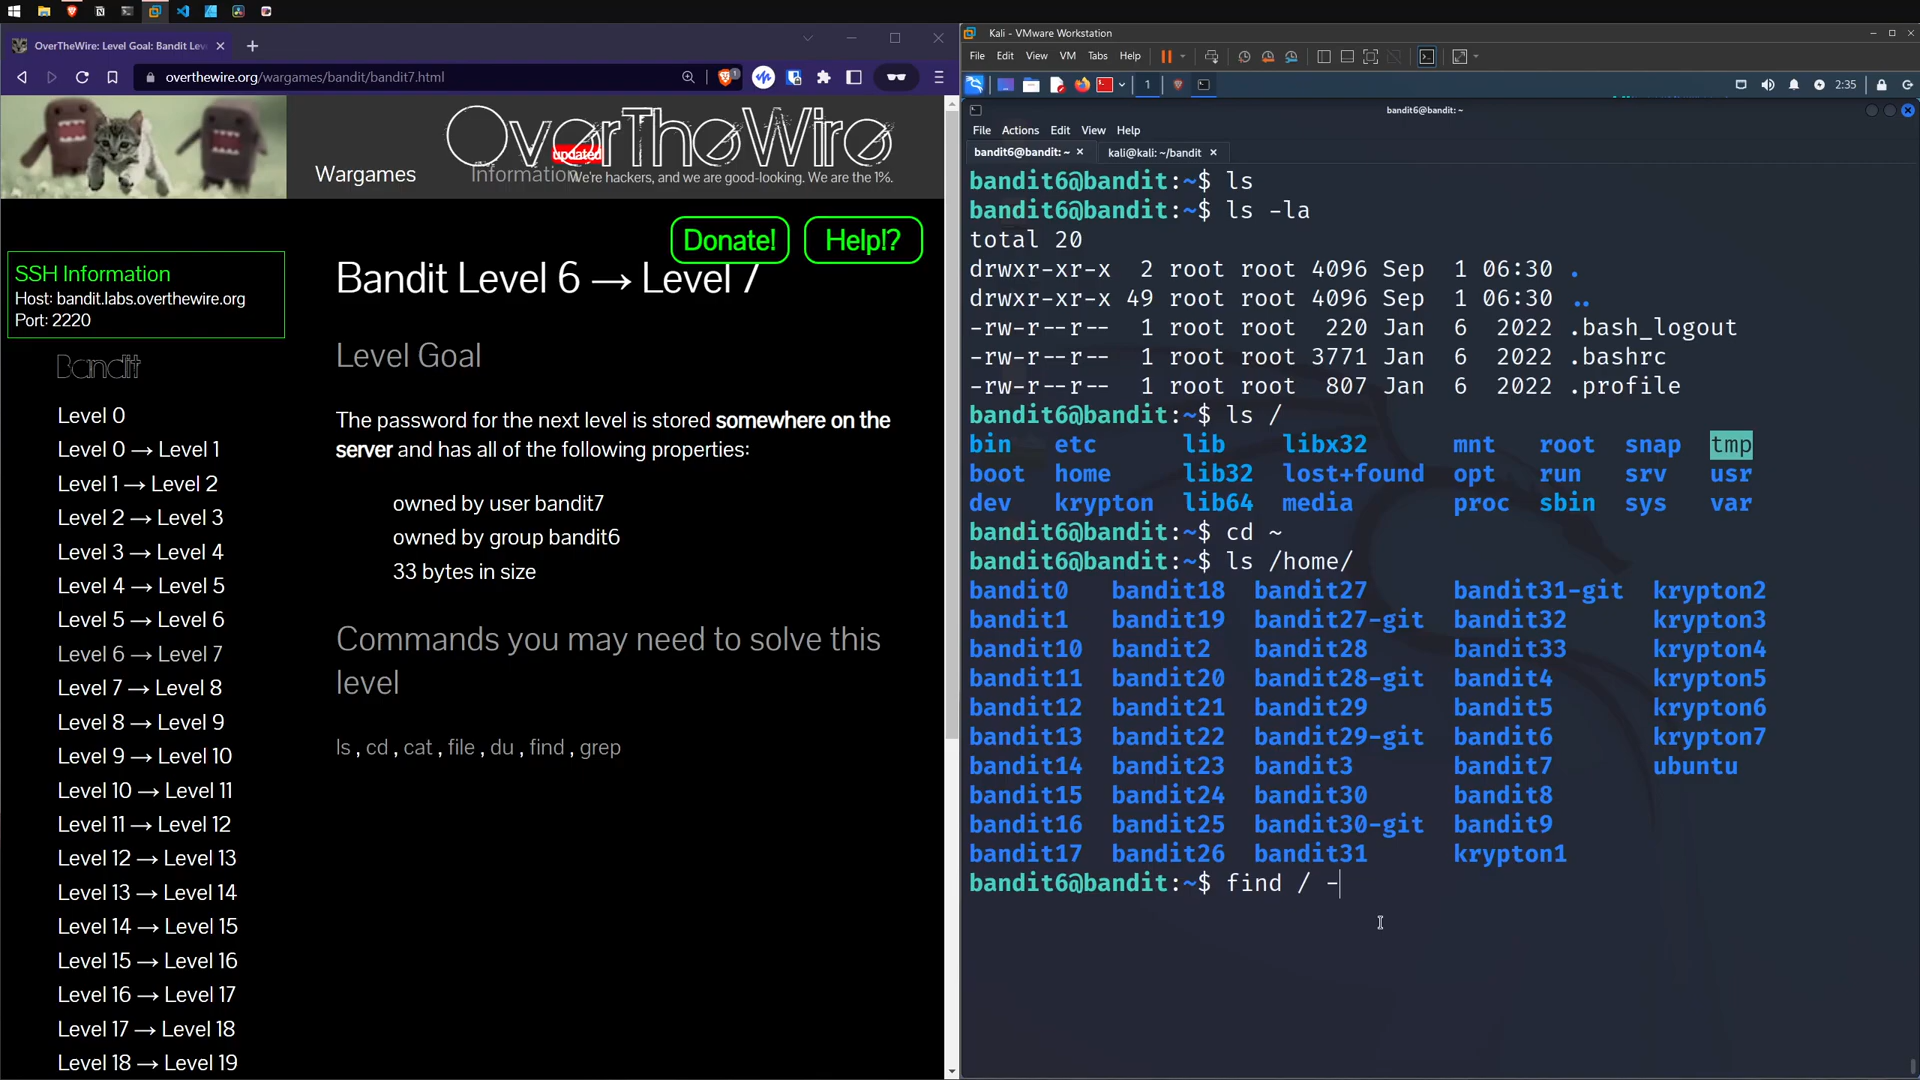 OverTheWire: Level Goal: Bandit Lev
overthewire.org/wargames/bandit/bandit7.html
OverTheWire
updated
Wargames
Information
We're hackers, and we are good-looking. We are the 1%.
Donate!
Help!?
SSH Information
Host: bandit.labs.overthewire.org
Port: 2220
Bandit
Level 0
Level 0 → Level 1
Level 1 → Level 2
Level 2 → Level 3
Level 3 → Level 4
Level 4 → Level 5
Level 5 → Level 6
Level 6 → Level 7
Level 7 → Level 8
Level 8 → Level 9
Level 9 → Level 10
Level 10 → Level 11
Level 11 → Level 12
Level 12 → Level 13
Level 13 → Level 14
Level 14 → Level 15
Level 15 → Level 16
Level 16 → Level 17
Level 17 → Level 18
Level 18 → Level 19
Bandit Level 6 → Level 7
Level Goal
The password for the next level is stored somewhere on the
server and has all of the following properties:
owned by user bandit7
owned by group bandit6
33 bytes in size
Commands you may need to solve this
level
ls , cd , cat , file , du , find , grep
Kali - VMware Workstation
File Edit View VM Tabs Help
1
2:35
bandit6@bandit: ~
File Actions Edit View Help
bandit6@bandit: ~ kali@kali: ~/bandit
bandit6@bandit:~$ ls
bandit6@bandit:~$ ls -la
total 20
drwxr-xr-x  2 root root 4096 Sep  1 06:30 .
drwxr-xr-x 49 root root 4096 Sep  1 06:30 ..
-rw-r--r--  1 root root  220 Jan  6  2022 .bash_logout
-rw-r--r--  1 root root 3771 Jan  6  2022 .bashrc
-rw-r--r--  1 root root  807 Jan  6  2022 .profile
bandit6@bandit:~$ ls /
bin   etc     lib    libx32      mnt   root  snap  tmp
boot  home    lib32  lost+found  opt   run   srv   usr
dev   krypton lib64  media       proc  sbin  sys   var
bandit6@bandit:~$ cd ~
bandit6@bandit:~$ ls /home/
bandit0   bandit18  bandit27      bandit31-git  krypton2
bandit1   bandit19  bandit27-git  bandit32      krypton3
bandit10  bandit2   bandit28      bandit33      krypton4
bandit11  bandit20  bandit28-git  bandit4       krypton5
bandit12  bandit21  bandit29      bandit5       krypton6
bandit13  bandit22  bandit29-git  bandit6       krypton7
bandit14  bandit23  bandit3       bandit7       ubuntu
bandit15  bandit24  bandit30      bandit8
bandit16  bandit25  bandit30-git  bandit9
bandit17  bandit26  bandit31      krypton1
bandit6@bandit:~$ find / -